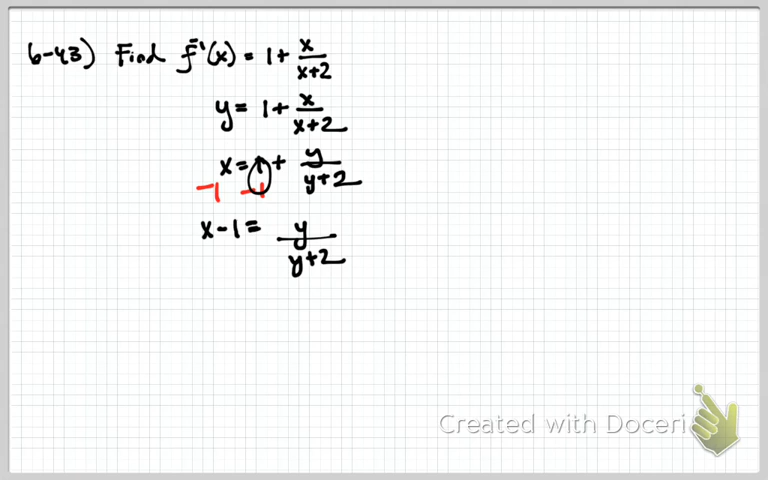 6-43) Find f⁻¹(x) = 1 + x/(x+2)
y = 1 + x/(x+2)
x = 1 + y/(y+2)
-1 -1
x - 1 = y/(y+2)
Created with Doceri